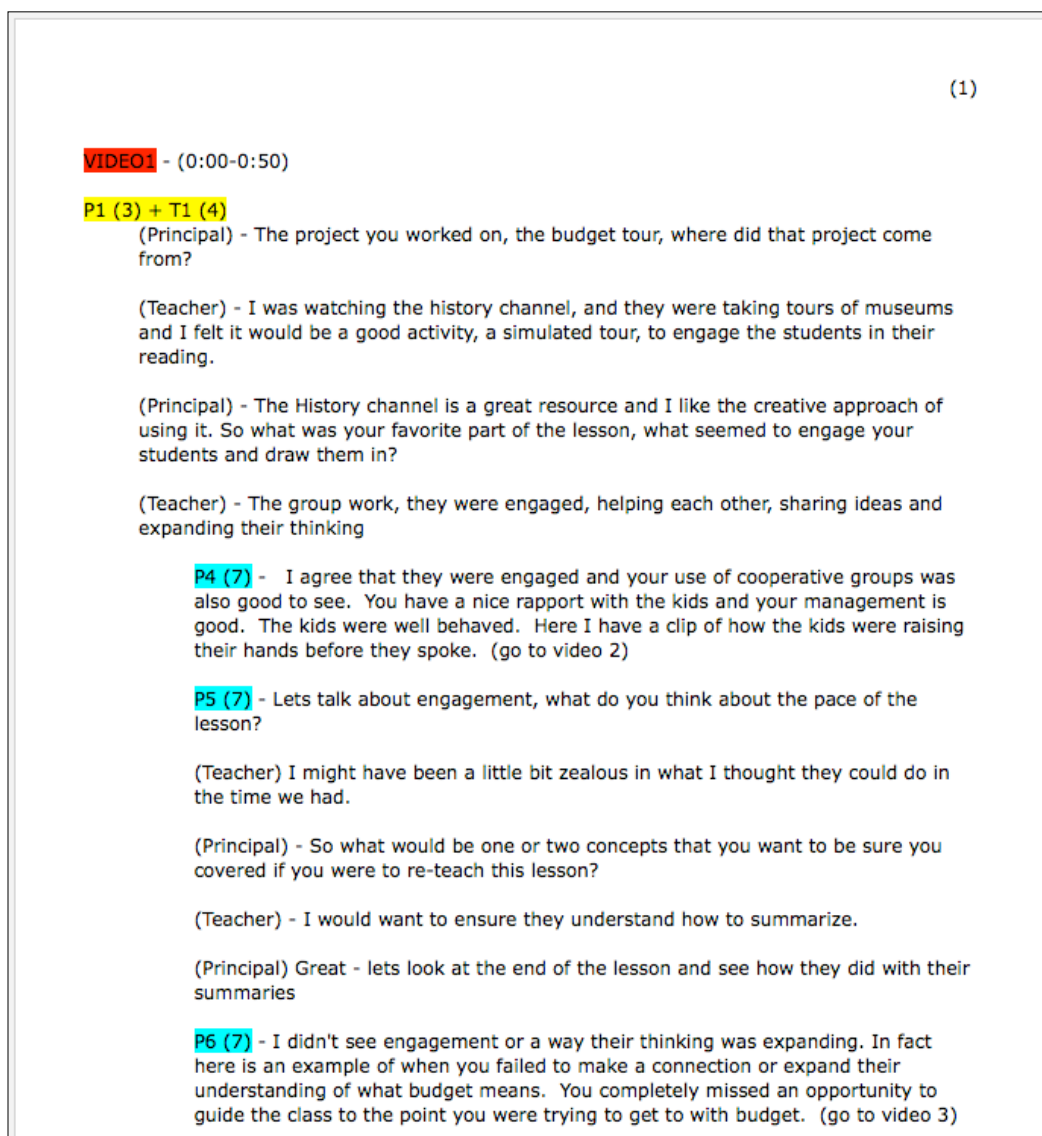 (1)
VIDEO1 - (0:00-0:50)
P1 (3) + T1 (4)
(Principal) - The project you worked on, the budget tour, where did that project come
from?
(Teacher) - I was watching the history channel, and they were taking tours of museums
and I felt it would be a good activity, a simulated tour, to engage the students in their
reading.
(Principal) - The History channel is a great resource and I like the creative approach of
using it. So what was your favorite part of the lesson, what seemed to engage your
students and draw them in?
(Teacher) - The group work, they were engaged, helping each other, sharing ideas and
expanding their thinking
P4 (7) - I agree that they were engaged and your use of cooperative groups was
also good to see. You have a nice rapport with the kids and your management is
good. The kids were well behaved. Here I have a clip of how the kids were raising
their hands before they spoke. (go to video 2)
P5 (7) - Lets talk about engagement, what do you think about the pace of the
lesson?
(Teacher) I might have been a little bit zealous in what I thought they could do in
the time we had.
(Principal) - So what would be one or two concepts that you want to be sure you
covered if you were to re-teach this lesson?
(Teacher) - I would want to ensure they understand how to summarize.
(Principal) Great - lets look at the end of the lesson and see how they did with their
summaries
P6 (7) - I didn't see engagement or a way their thinking was expanding. In fact
here is an example of when you failed to make a connection or expand their
understanding of what budget means. You completely missed an opportunity to
guide the class to the point you were trying to get to with budget. (go to video 3)